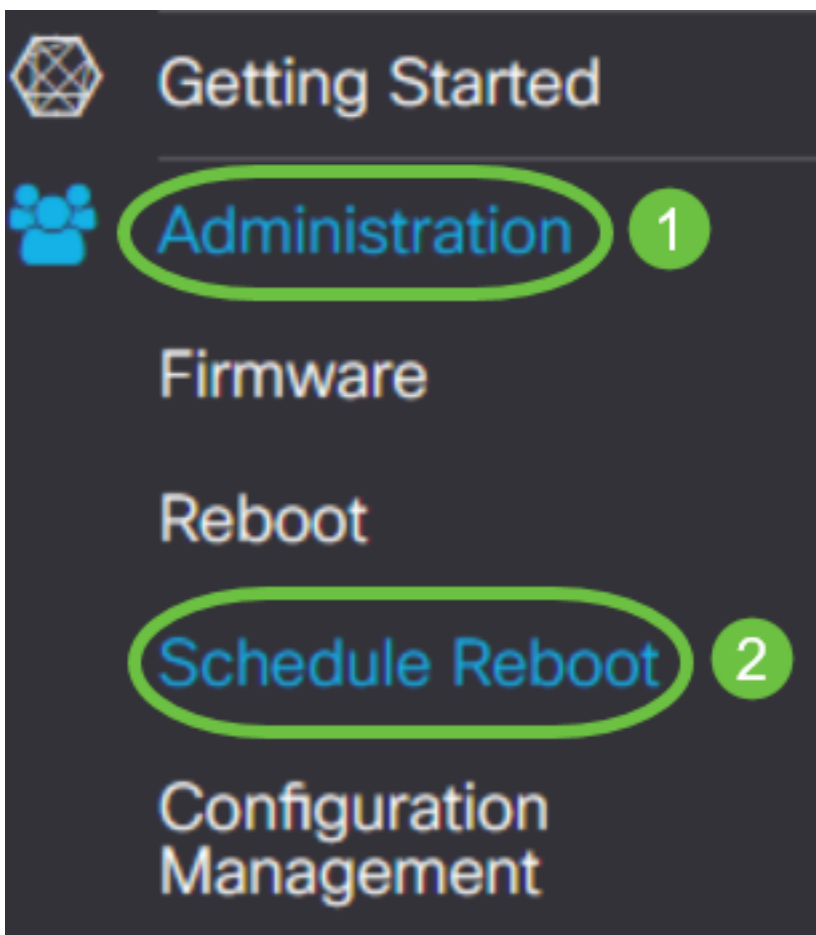 Getting Started
Administration 1
Firmware
Reboot
Schedule Reboot 2
Configuration
Management